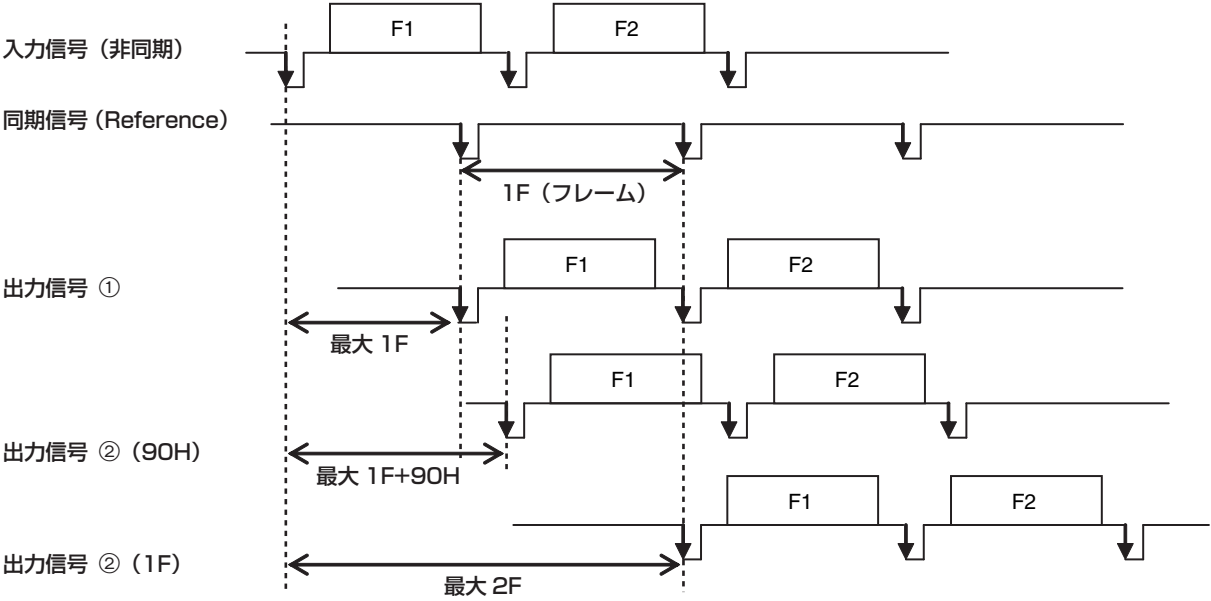 F1
F2
入力信号（非同期）
同期信号（Reference）
1F（フレーム）
F1
F2
出力信号 ①
最大 1F
F1
F2
出力信号 ②（90H）
最大 1F+90H
F1
F2
出力信号 ②（1F）
最大 2F